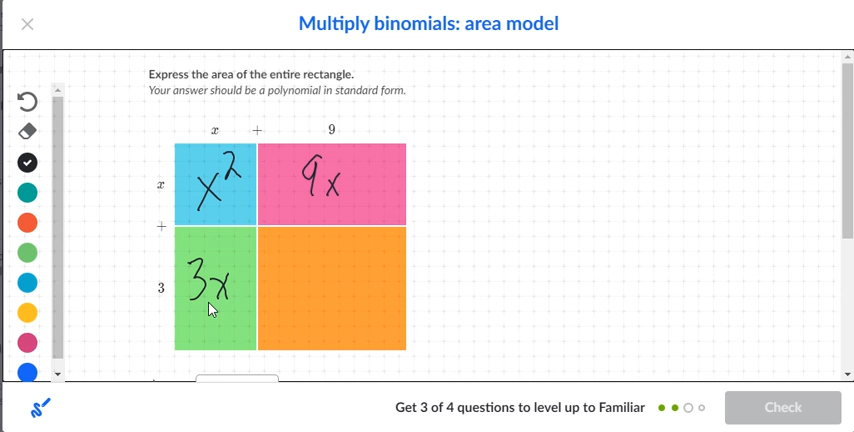 Multiply binomials: area model
Express the area of the entire rectangle.
Your answer should be a polynomial in standard form.
x + 9
x
x²
9x
+
3
3x
Get 3 of 4 questions to level up to Familiar
Check